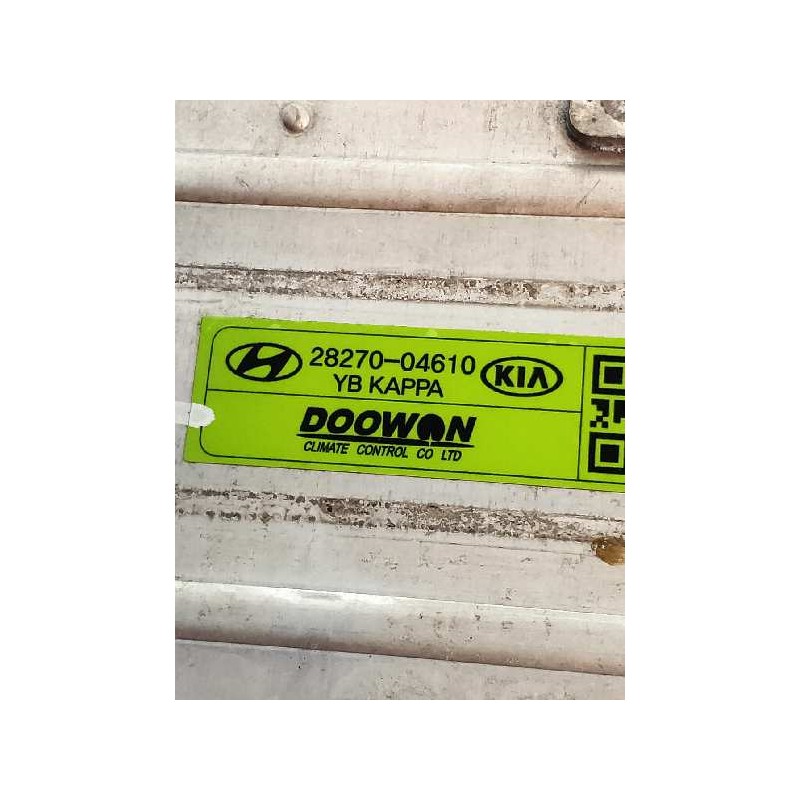 28270-04610
KIA
YB KAPPA
DOOWON
CLIMATE CONTROL CO LTD